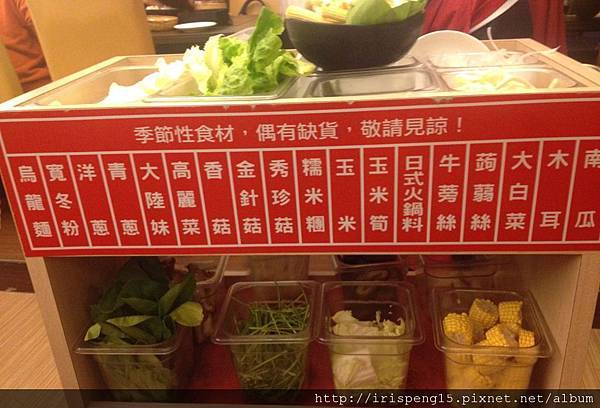 季節性食材，偶有缺貨，敬請見諒！
烏龍麵
寬冬粉
洋蔥
青蔥
大陸妹
高麗菜
香菇
金針菇
秀珍菇
糯米糰
玉米
玉米筍
日式火鍋料
牛蒡絲
蒟蒻絲
大白菜
木耳
南瓜
http://irispeng15.pixnet.net/album